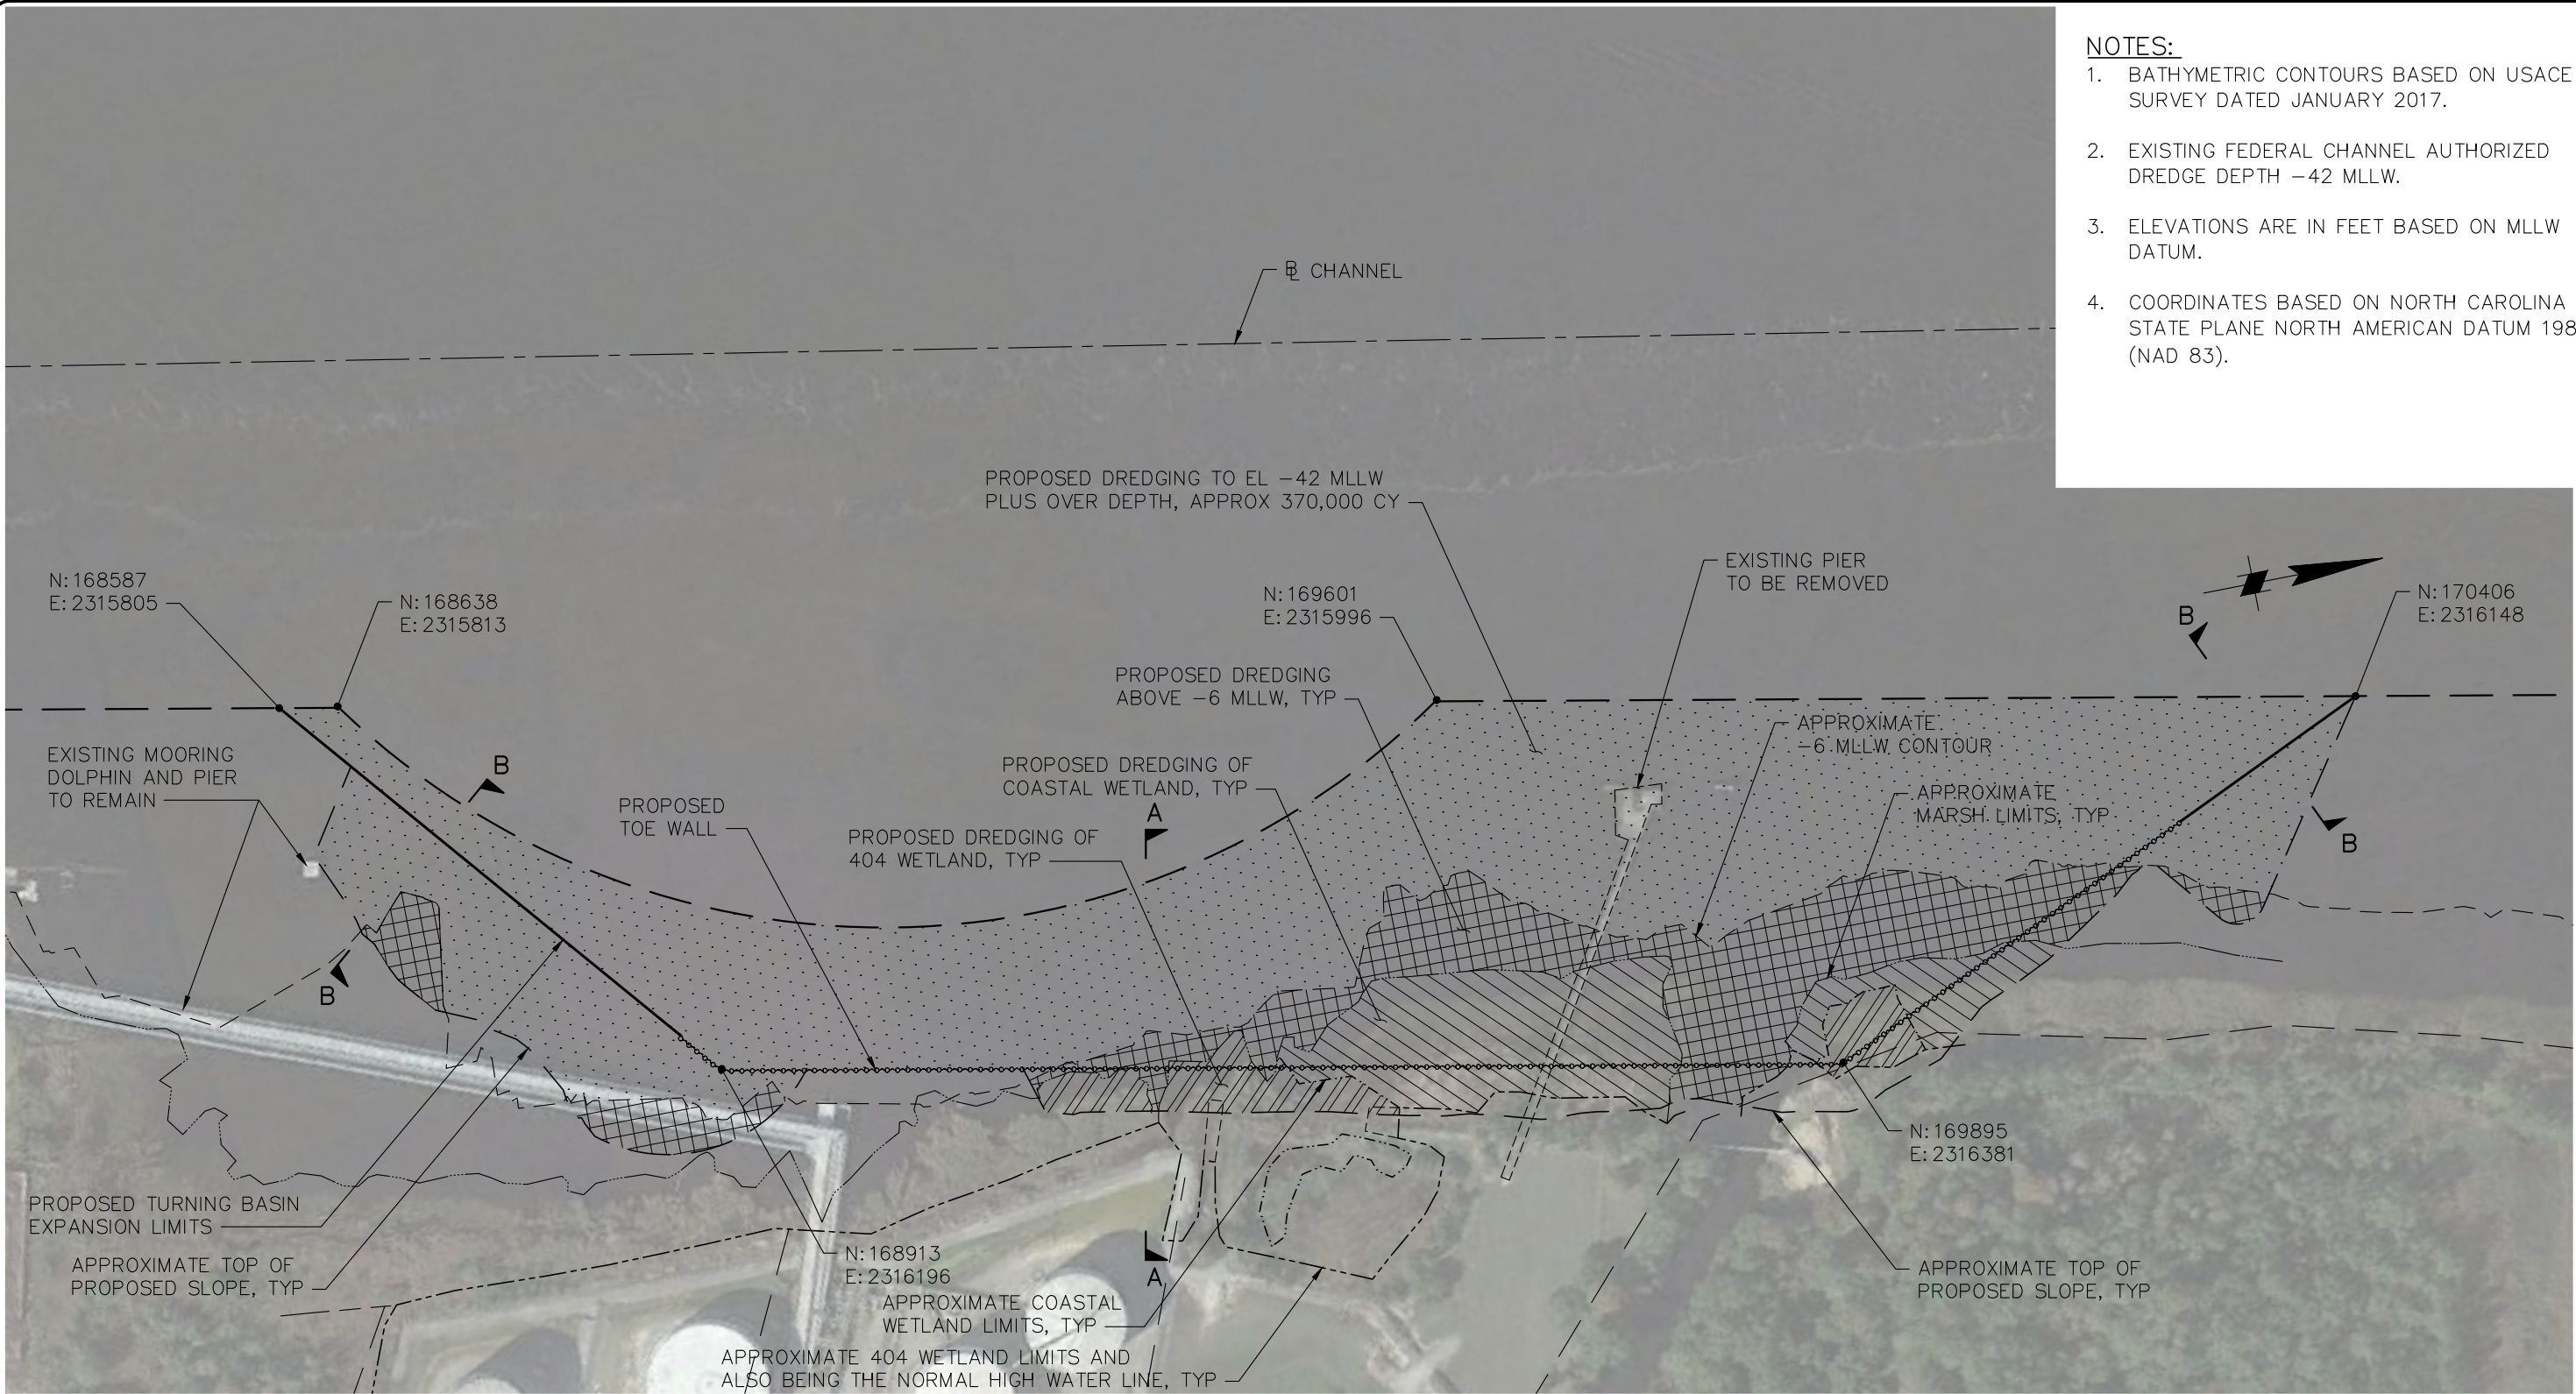 NOTES:
1. BATHYMETRIC CONTOURS BASED ON USACE
SURVEY DATED JANUARY 2017.
2. EXISTING FEDERAL CHANNEL AUTHORIZED
DREDGE DEPTH −42 MLLW.
3. ELEVATIONS ARE IN FEET BASED ON MLLW
DATUM.
4. COORDINATES BASED ON NORTH CAROLINA
STATE PLANE NORTH AMERICAN DATUM 198
(NAD 83).
CHANNEL
PROPOSED DREDGING TO EL −42 MLLW
PLUS OVER DEPTH, APPROX 370,000 CY
EXISTING PIER
TO BE REMOVED
N:168587
E:2315805
N:168638
E:2315813
N:169601
E:2315996
N:170406
E:2316148
B
PROPOSED DREDGING
ABOVE −6 MLLW, TYP
APPROXIMATE
−6 MLLW CONTOUR
EXISTING MOORING
DOLPHIN AND PIER
TO REMAIN
B
PROPOSED DREDGING OF
COASTAL WETLAND, TYP
APPROXIMATE
MARSH LIMITS, TYP
PROPOSED
TOE WALL
A
PROPOSED DREDGING OF
404 WETLAND, TYP
B
B
N:169895
E:2316381
PROPOSED TURNING BASIN
EXPANSION LIMITS
APPROXIMATE TOP OF
PROPOSED SLOPE, TYP
N:168913
E:2316196
A
APPROXIMATE TOP OF
PROPOSED SLOPE, TYP
APPROXIMATE COASTAL
WETLAND LIMITS, TYP
APPROXIMATE 404 WETLAND LIMITS AND
ALSO BEING THE NORMAL HIGH WATER LINE, TYP